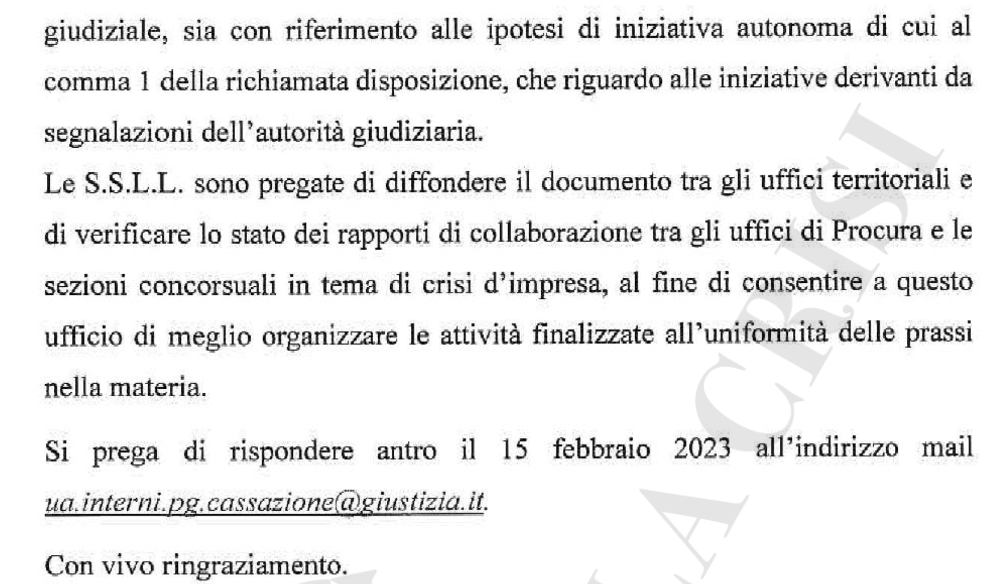 giudiziale, sia con riferimento alle ipotesi di iniziativa autonoma di cui al
comma 1 della richiamata disposizione, che riguardo alle iniziative derivanti da
segnalazioni dell'autorità giudiziaria.
Le S.S.L.L. sono pregate di diffondere il documento tra gli uffici territoriali e
di verificare lo stato dei rapporti di collaborazione tra gli uffici di Procura e le
sezioni concorsuali in tema di crisi d'impresa, al fine di consentire a questo
ufficio di meglio organizzare le attività finalizzate all'uniformità delle prassi
nella materia.
Si prega di rispondere antro il 15 febbraio 2023 all'indirizzo mail
ua.interni.pg.cassazione@giustizia.it.
Con vivo ringraziamento.
LA CRISI